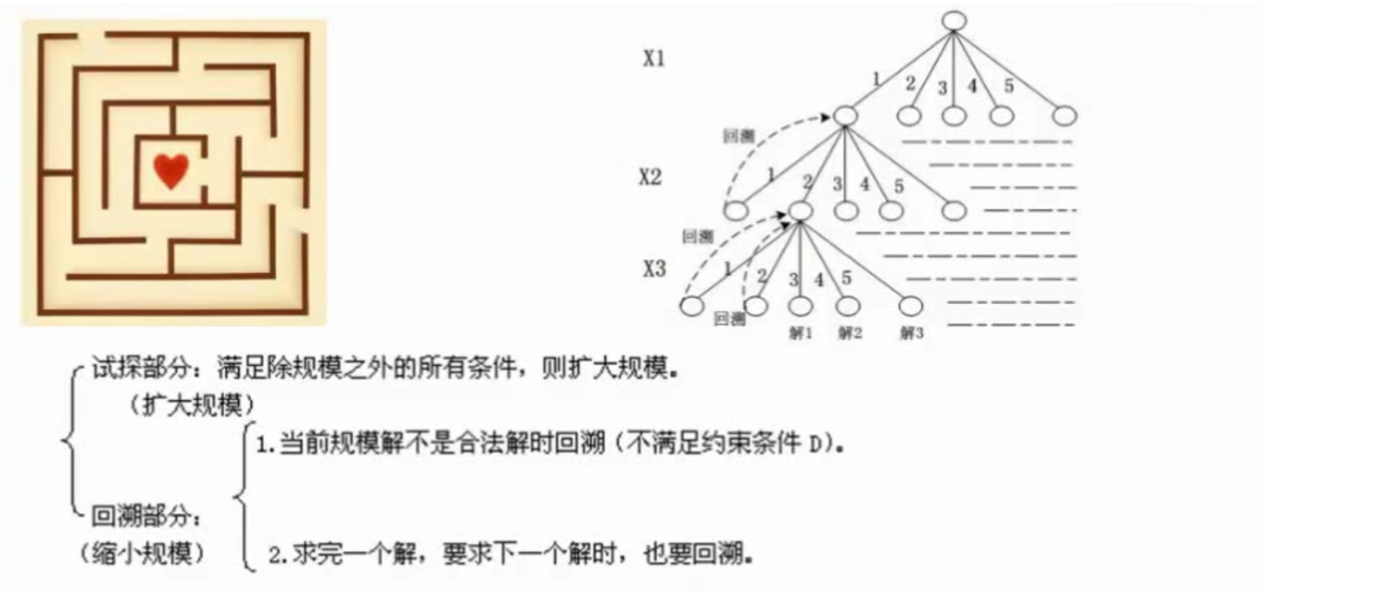 X1
1 2 3 4 5
回溯
X2
1 2 3 4 5
回溯
X3
1 2 3 4 5
回溯
解1 解2 解3
试探部分：满足除规模之外的所有条件，则扩大规模。
（扩大规模）
1.当前规模解不是合法解时回溯（不满足约束条件 D）。
回溯部分：
（缩小规模）
2.求完一个解，要求下一个解时，也要回溯。